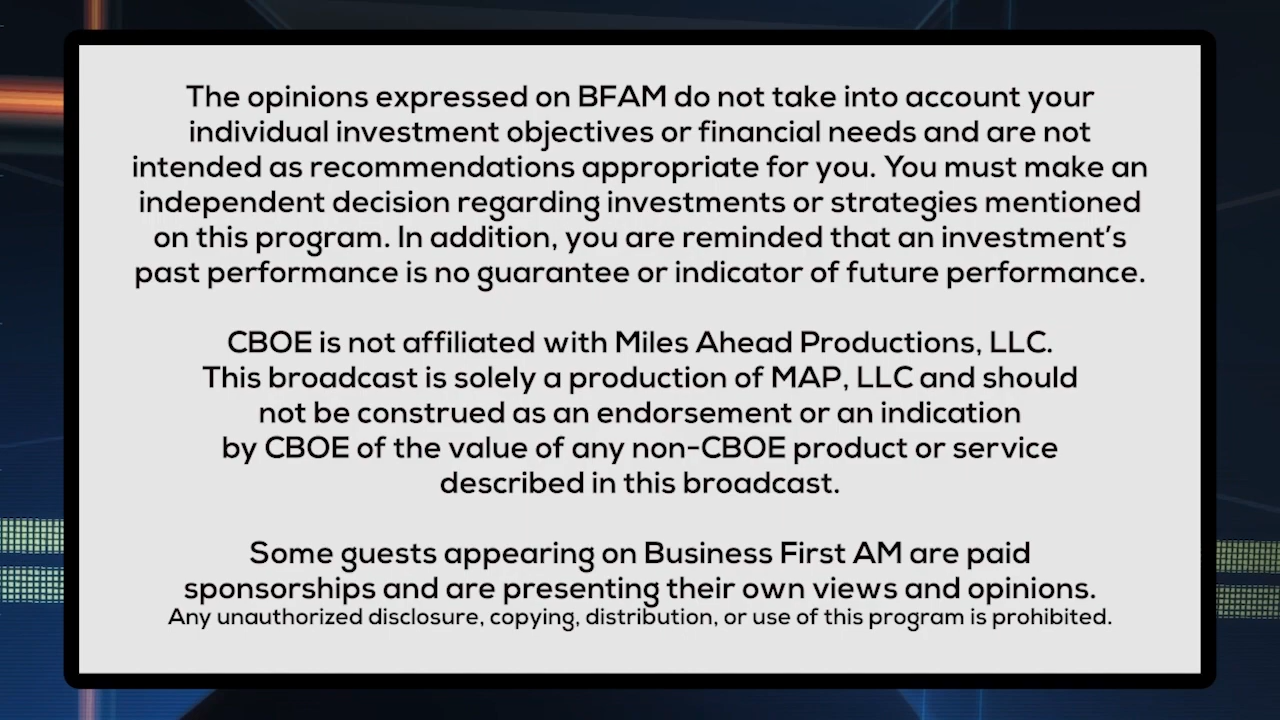 The opinions expressed on BFAM do not take into account your
individual investment objectives or financial needs and are not
intended as recommendations appropriate for you. You must make an
independent decision regarding investments or strategies mentioned
on this program. In addition, you are reminded that an investment's
past performance is no guarantee or indicator of future performance.
CBOE is not affiliated with Miles Ahead Productions, LLC.
This broadcast is solely a production of MAP, LLC and should
not be construed as an endorsement or an indication
by CBOE of the value of any non-CBOE product or service
described in this broadcast.
Some guests appearing on Business First AM are paid
sponsorships and are presenting their own views and opinions.
Any unauthorized disclosure, copying, distribution, or use of this program is prohibited.